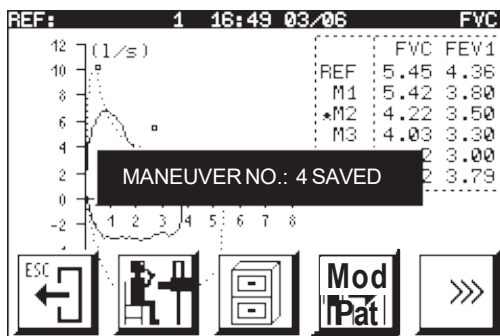 REF: 1 16:49 03/06 FVC
12 (l/s)
10
8
6
4
2
0
-2
1 2 3 4 5 6 7 8
FVC FEV1
REF 5.45 4.36
M1 5.42 3.80
*M2 4.22 3.50
M3 4.03 3.30
2 3.00
2 3.79
MANEUVER NO.: 4 SAVED
ESC
Mod
Pat
>>>